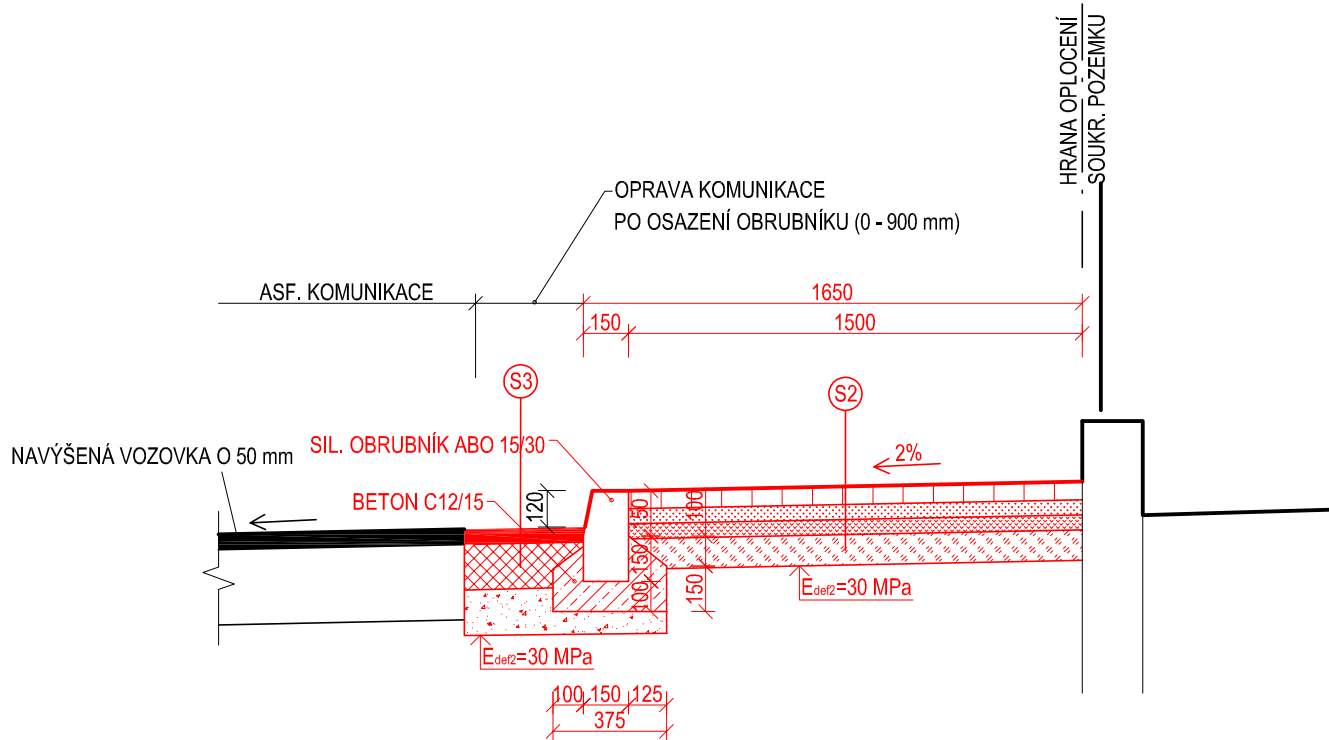 HRANA OPLOCENÍ
SOUKR. POZEMKU
OPRAVA KOMUNIKACE
PO OSAZENÍ OBRUBNÍKU (0 - 900 mm)
ASF. KOMUNIKACE
1650
150
1500
S3
S2
NAVÝŠENÁ VOZOVKA O 50 mm
SIL. OBRUBNÍK ABO 15/30
2%
BETON C12/15
120
150
100
150
100
150
Edef2=30 MPa
Edef2=30 MPa
100
150
125
375